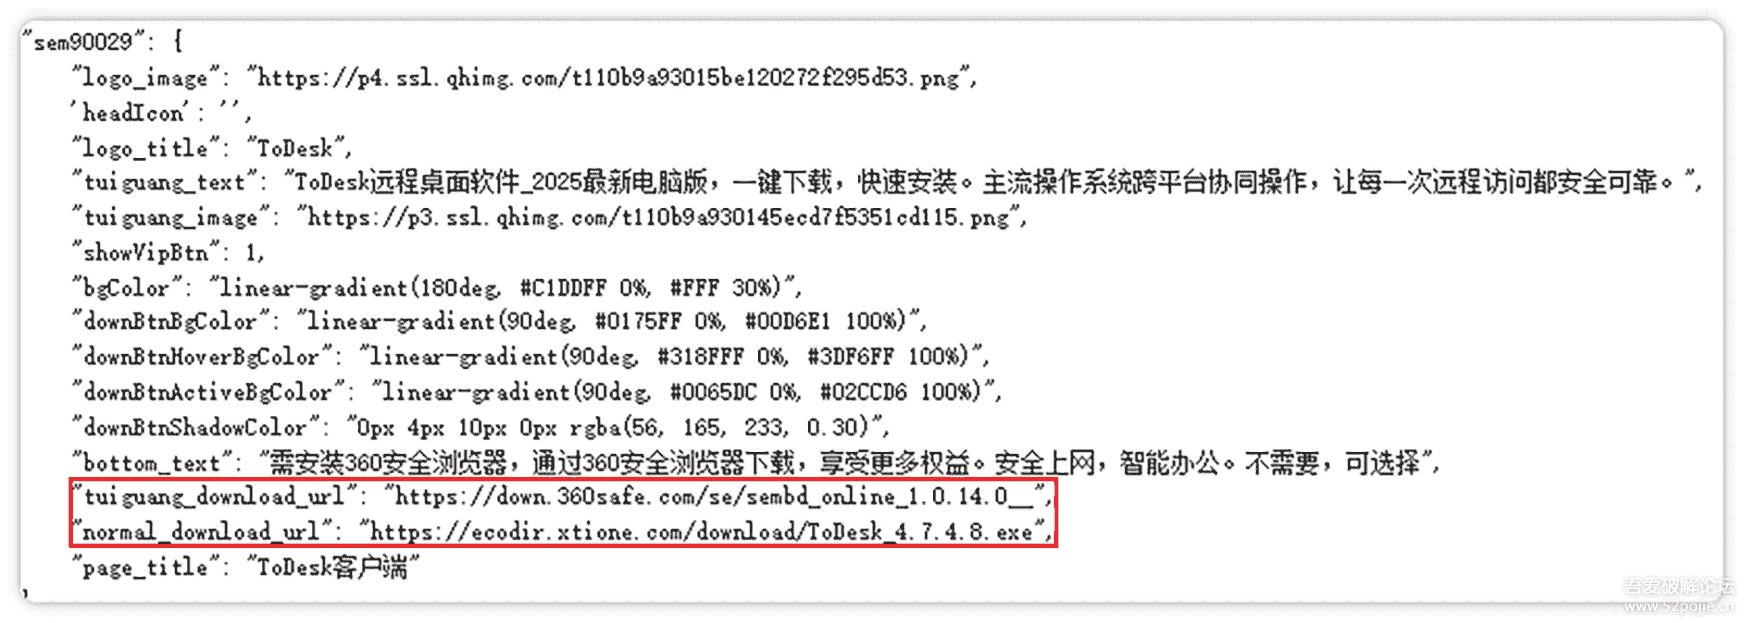 "sem90029": {
"logo_image": "https://p4.ssl.qhimg.com/t110b9a93015be120272f295d53.png",
'headIcon': '',
"logo_title": "ToDesk",
"tuiguang_text": "ToDesk远程桌面软件_2025最新电脑版，一键下载，快速安装。主流操作系统跨平台协同操作，让每一次远程访问都安全可靠。",
"tuiguang_image": "https://p3.ssl.qhimg.com/t110b9a930145ecd7f5351cd115.png",
"showVipBtn": 1,
"bgColor": "linear-gradient(180deg, #C1DDFF 0%, #FFF 30%)",
"downBtnBgColor": "linear-gradient(90deg, #0175FF 0%, #00D6E1 100%)",
"downBtnHoverBgColor": "linear-gradient(90deg, #318FFF 0%, #3DF6FF 100%)",
"downBtnActiveBgColor": "linear-gradient(90deg, #0065DC 0%, #02CCD6 100%)",
"downBtnShadowColor": "0px 4px 10px 0px rgba(56, 165, 233, 0.30)",
"bottom_text": "需安装360安全浏览器，通过360安全浏览器下载，享受更多权益。安全上网，智能办公。不需要，可选择",
"tuiguang_download_url": "https://down.360safe.com/se/sembd_online_1.0.14.0__",
"normal_download_url": "https://ecodir.xtione.com/download/ToDesk_4.7.4.8.exe",
"page_title": "ToDesk客户端"
吾爱破解论坛
www.52pojie.cn